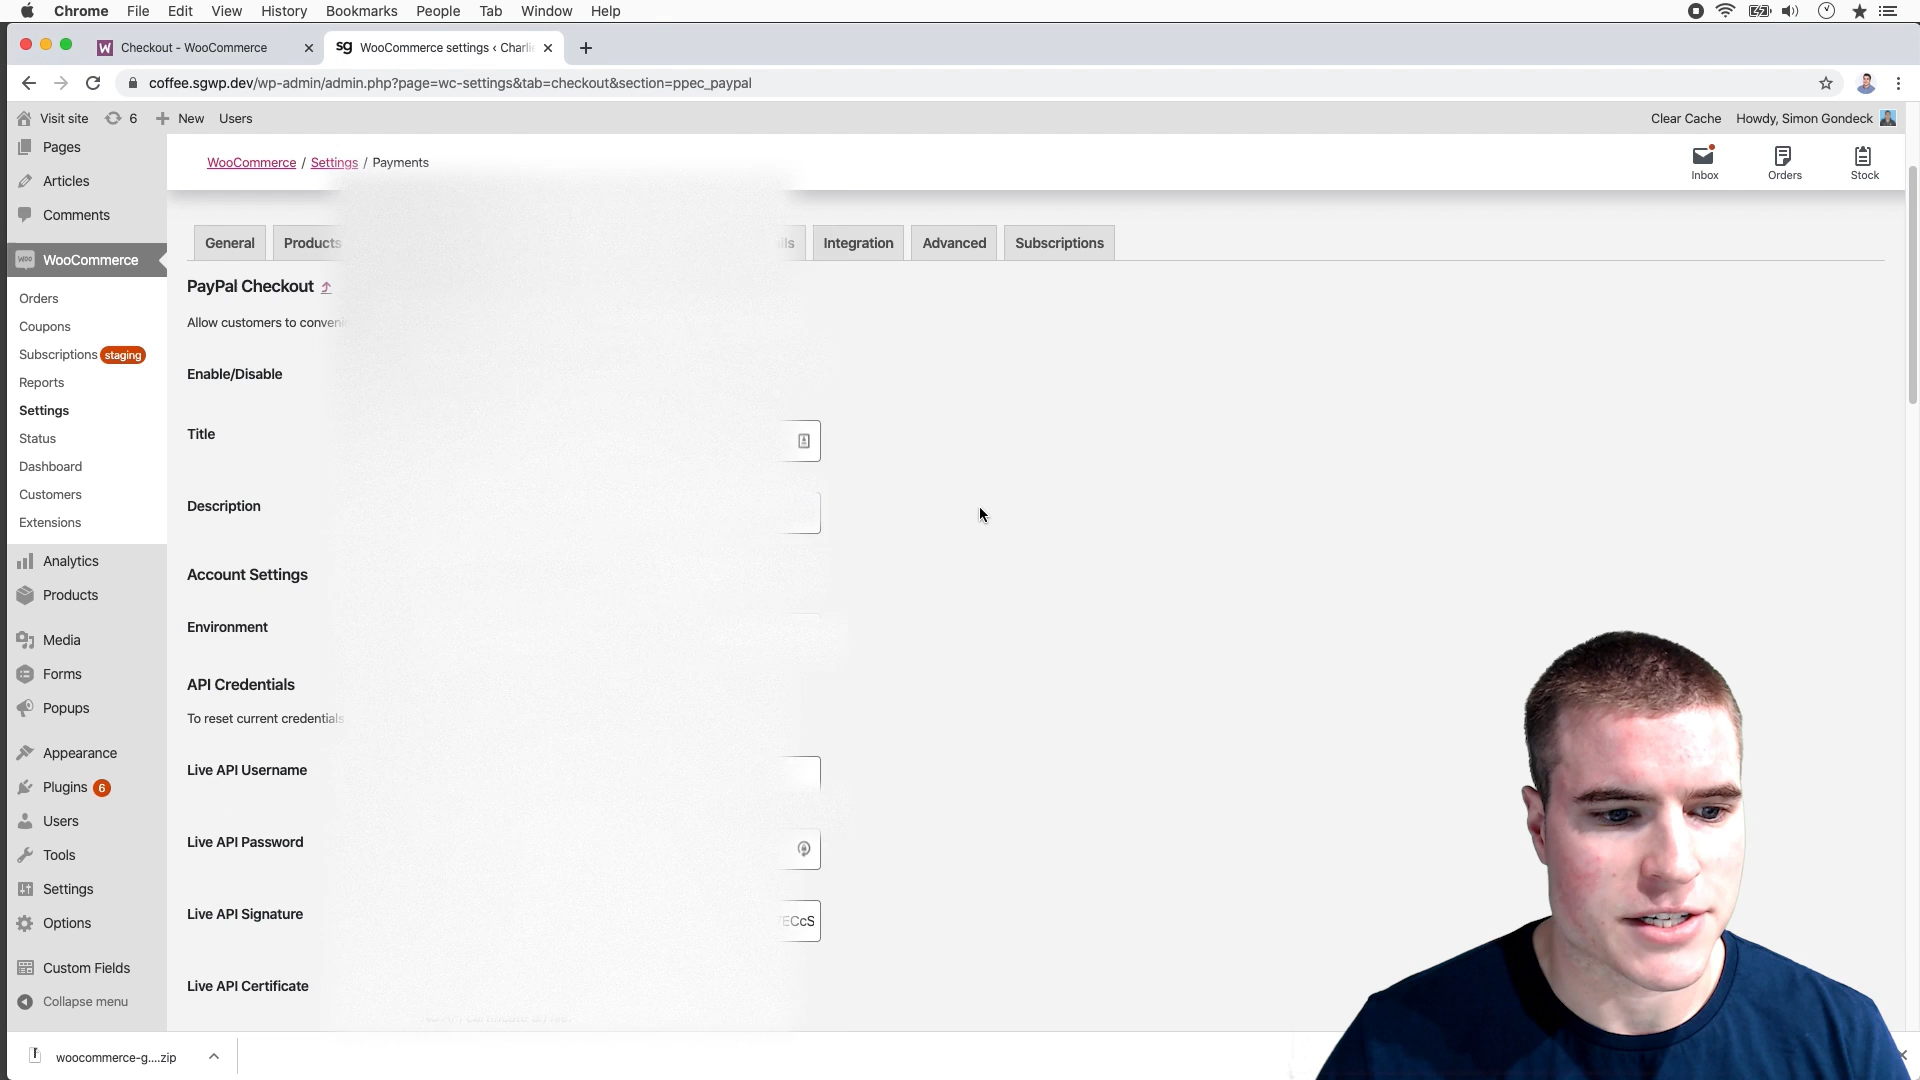 Chrome File Edit View History Bookmarks People Tab Window Help
Checkout - WooCommerce
sg WooCommerce settings ‹ Charli
coffee.sgwp.dev/wp-admin/admin.php?page=wc-settings&tab=checkout&section=ppec_paypal
Visit site 6 New Users Clear Cache Howdy, Simon Gondeck
Pages
Articles
Comments
WooCommerce
Orders
Coupons
Subscriptions staging
Reports
Settings
Status
Dashboard
Customers
Extensions
Analytics
Products
Media
Forms
Popups
Appearance
Plugins 6
Users
Tools
Settings
Options
Custom Fields
Collapse menu
WooCommerce / Settings / Payments
Inbox Orders Stock
General Products Integration Advanced Subscriptions
PayPal Checkout
Allow customers to
Enable/Disable
Title
Description
Account Settings
Environment
API Credentials
To reset current credentials
Live API Username
Live API Password
Live API Signature
ECcS
Live API Certificate
woocommerce-g....zip